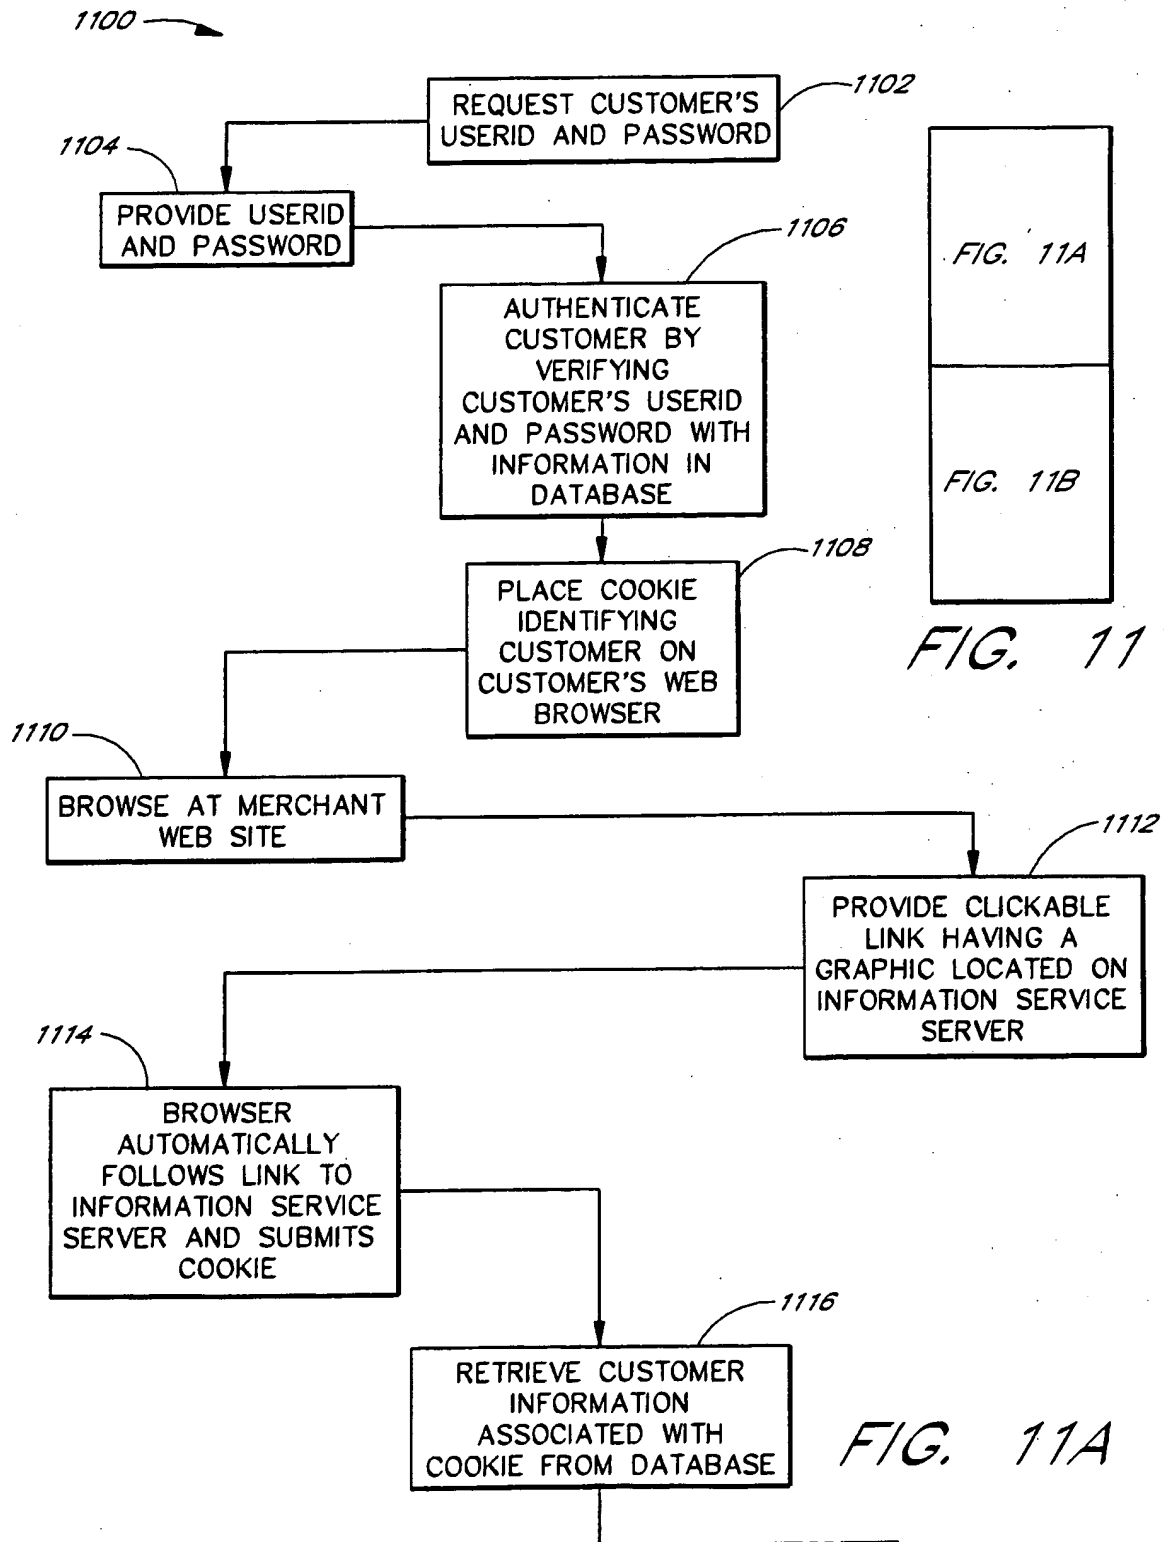 1100
1102
REQUEST CUSTOMER'S
USERID AND PASSWORD
1104
PROVIDE USERID
AND PASSWORD
1106
AUTHENTICATE
CUSTOMER BY
VERIFYING
CUSTOMER'S USERID
AND PASSWORD WITH
INFORMATION IN
DATABASE
FIG. 11A
FIG. 11B
FIG. 11
1108
PLACE COOKIE
IDENTIFYING
CUSTOMER ON
CUSTOMER'S WEB
BROWSER
1110
BROWSE AT MERCHANT
WEB SITE
1112
PROVIDE CLICKABLE
LINK HAVING A
GRAPHIC LOCATED ON
INFORMATION SERVICE
SERVER
1114
BROWSER
AUTOMATICALLY
FOLLOWS LINK TO
INFORMATION SERVICE
SERVER AND SUBMITS
COOKIE
1116
RETRIEVE CUSTOMER
INFORMATION
ASSOCIATED WITH
COOKIE FROM DATABASE
FIG. 11A